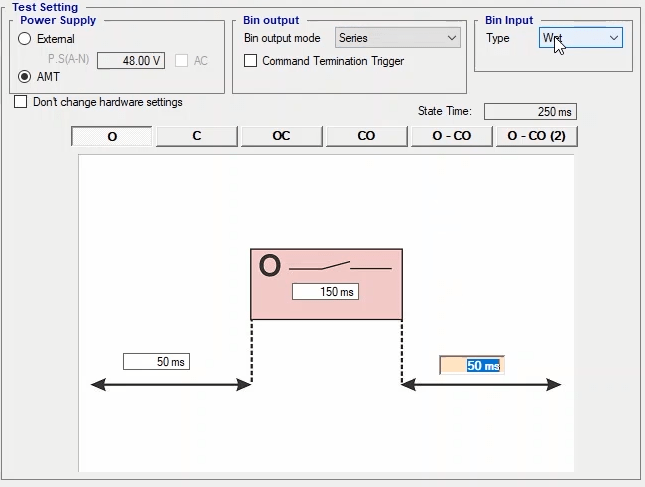 Test Setting
Power Supply
External
P.S(A-N) 48.00 V AC
AMT
Don't change hardware settings
Bin output
Bin output mode Series
Command Termination Trigger
Bin Input
Type Wet
State Time: 250 ms
O C OC CO O - CO O - CO (2)
O
150 ms
50 ms
50 ms